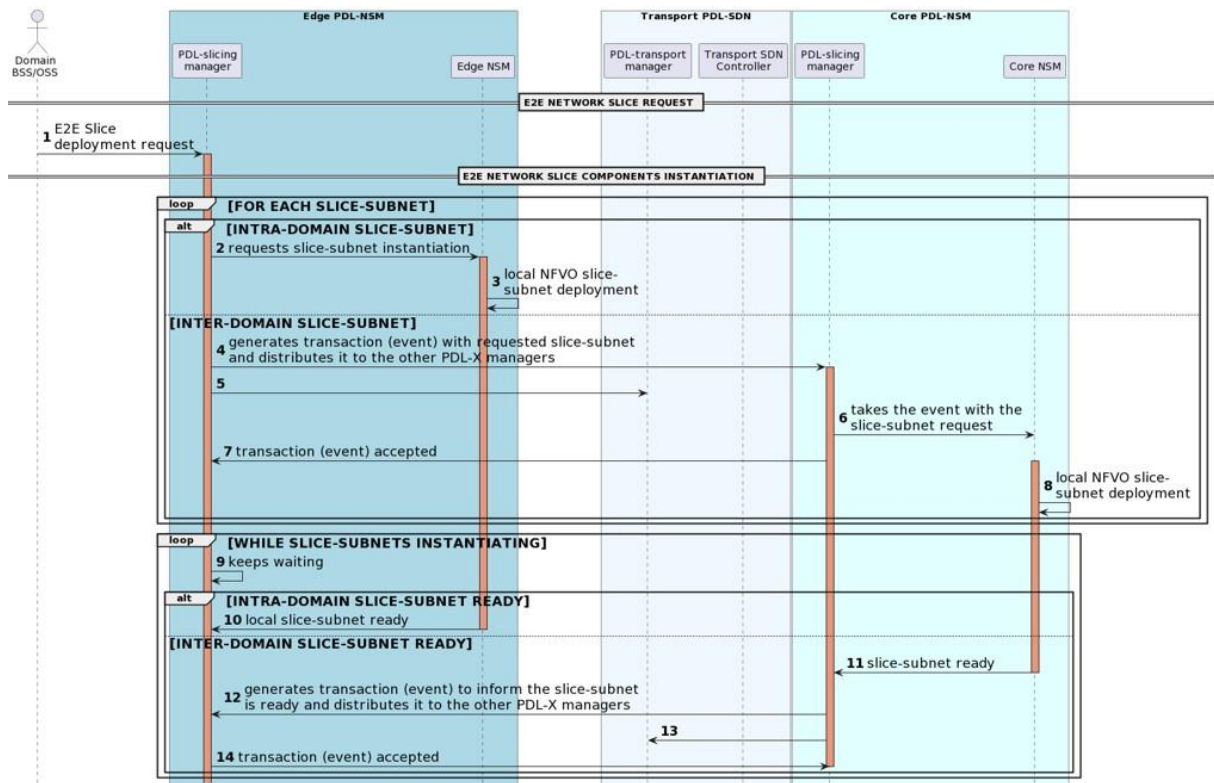 Edge PDL-NSM
Transport PDL-SDN
Core PDL-NSM
Domain
BSS/OSS
PDL-slicing
manager
Edge NSM
PDL-transport
manager
Transport SDN
Controller
PDL-slicing
manager
Core NSM
E2E NETWORK SLICE REQUEST
1 E2E Slice
deployment request
E2E NETWORK SLICE COMPONENTS INSTANTIATION
loop [FOR EACH SLICE-SUBNET]
alt [INTRA-DOMAIN SLICE-SUBNET]
2 requests slice-subnet instantiation
3 local NFVO slice-
subnet deployment
[INTER-DOMAIN SLICE-SUBNET]
4 generates transaction (event) with requested slice-subnet
and distributes it to the other PDL-X managers
5
6 takes the event with the
slice-subnet request
7 transaction (event) accepted
8 local NFVO slice-
subnet deployment
loop [WHILE SLICE-SUBNETS INSTANTIATING]
9 keeps waiting
alt [INTRA-DOMAIN SLICE-SUBNET READY]
10 local slice-subnet ready
[INTER-DOMAIN SLICE-SUBNET READY]
11 slice-subnet ready
12 generates transaction (event) to inform the slice-subnet
is ready and distributes it to the other PDL-X managers
13
14 transaction (event) accepted